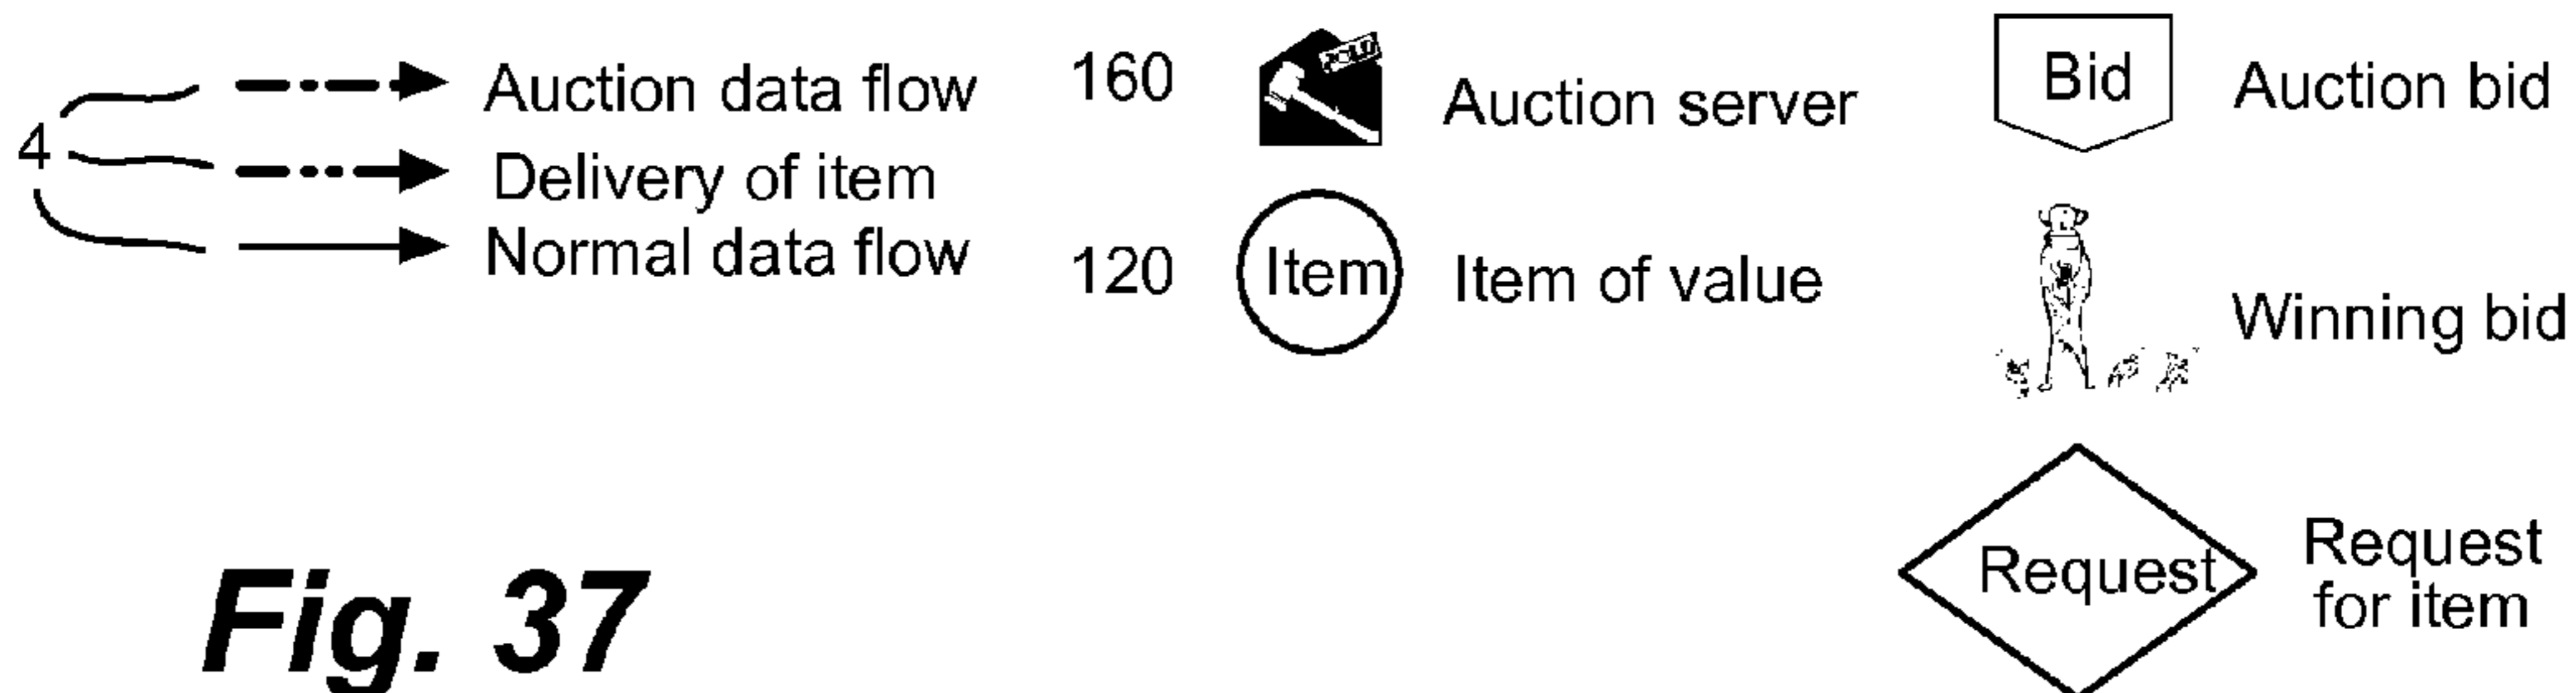 4
Auction data flow
Delivery of item
Normal data flow
160
SOLD
Auction server
120
Item
Item of value
Bid
Auction bid
Winning bid
Request
Request
for item
Fig. 37